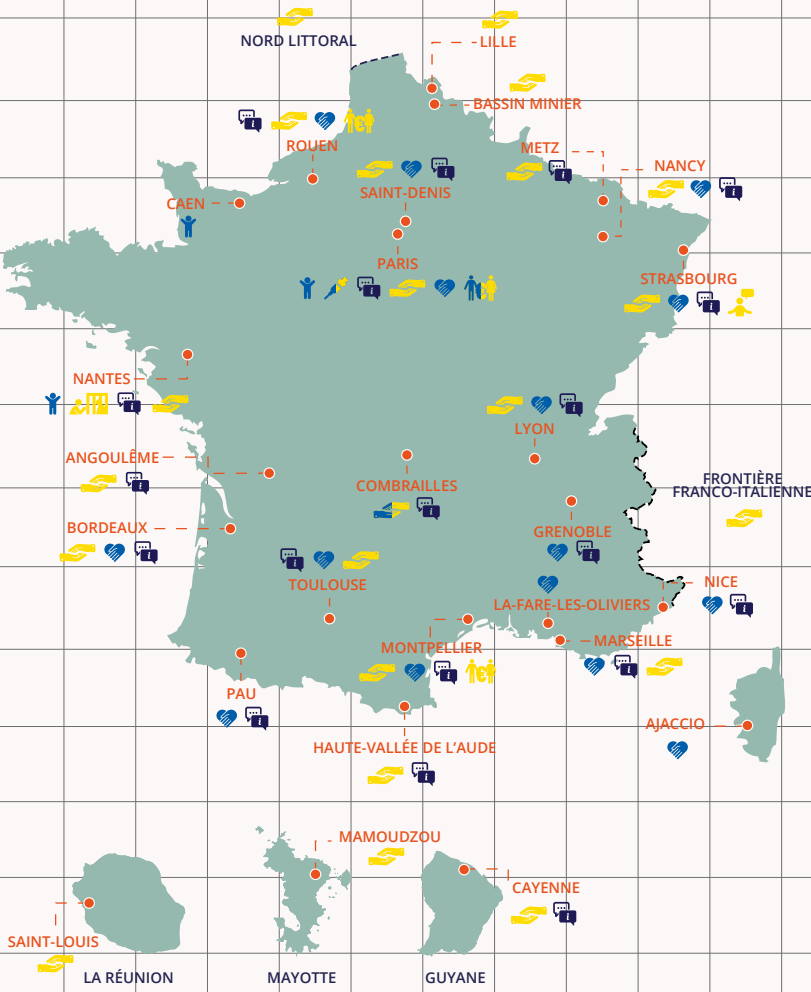 NORD LITTORAL
LILLE
BASSIN MINIER
ROUEN
METZ
NANCY
SAINT-DENIS
CAEN
PARIS
STRASBOURG
NANTES
LYON
ANGOULÊME
COMBRAILLES
FRONTIÈRE
FRANCO-ITALIENNE
BORDEAUX
GRENOBLE
TOULOUSE
NICE
LA-FARE-LES-OLIVIERS
MONTPELLIER
MARSEILLE
PAU
AJACCIO
HAUTE-VALLÉE DE L’AUDE
MAMOUDZOU
CAYENNE
SAINT-LOUIS
LA RÉUNION
MAYOTTE
GUYANE